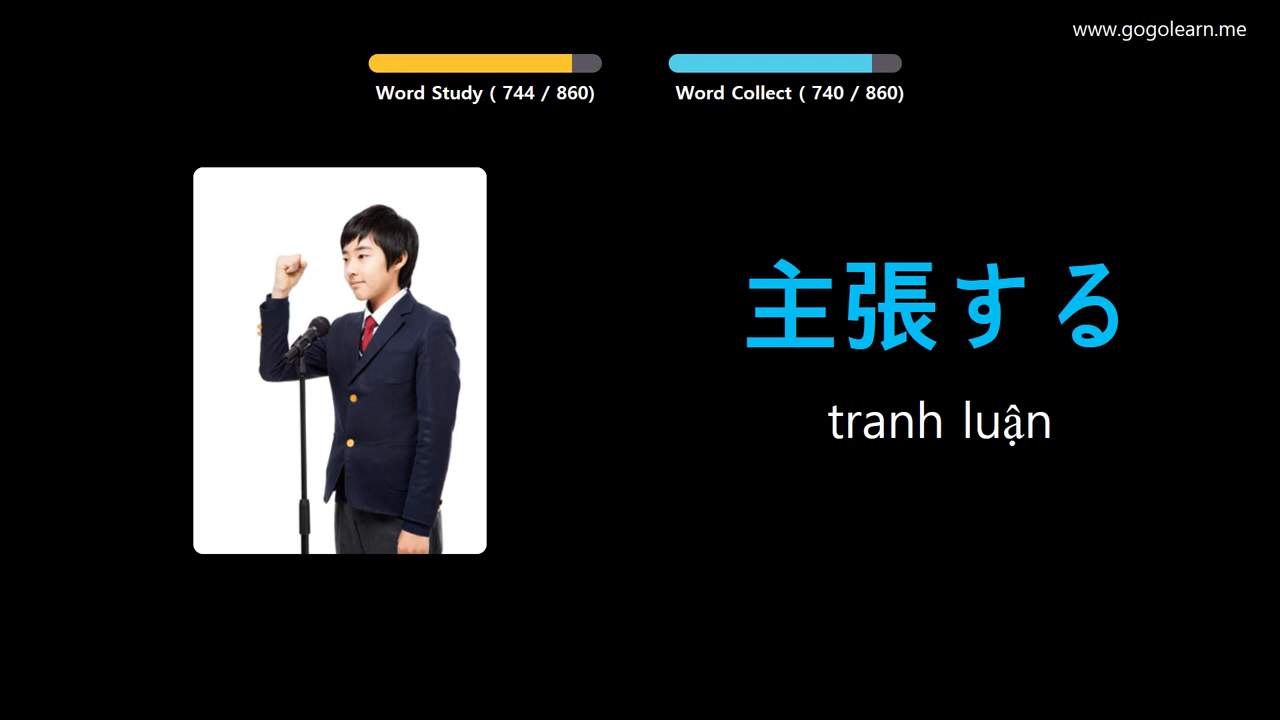 www.gogolearn.me
Word Study ( 744 / 860)
Word Collect ( 740 / 860)
主張する
tranh luận